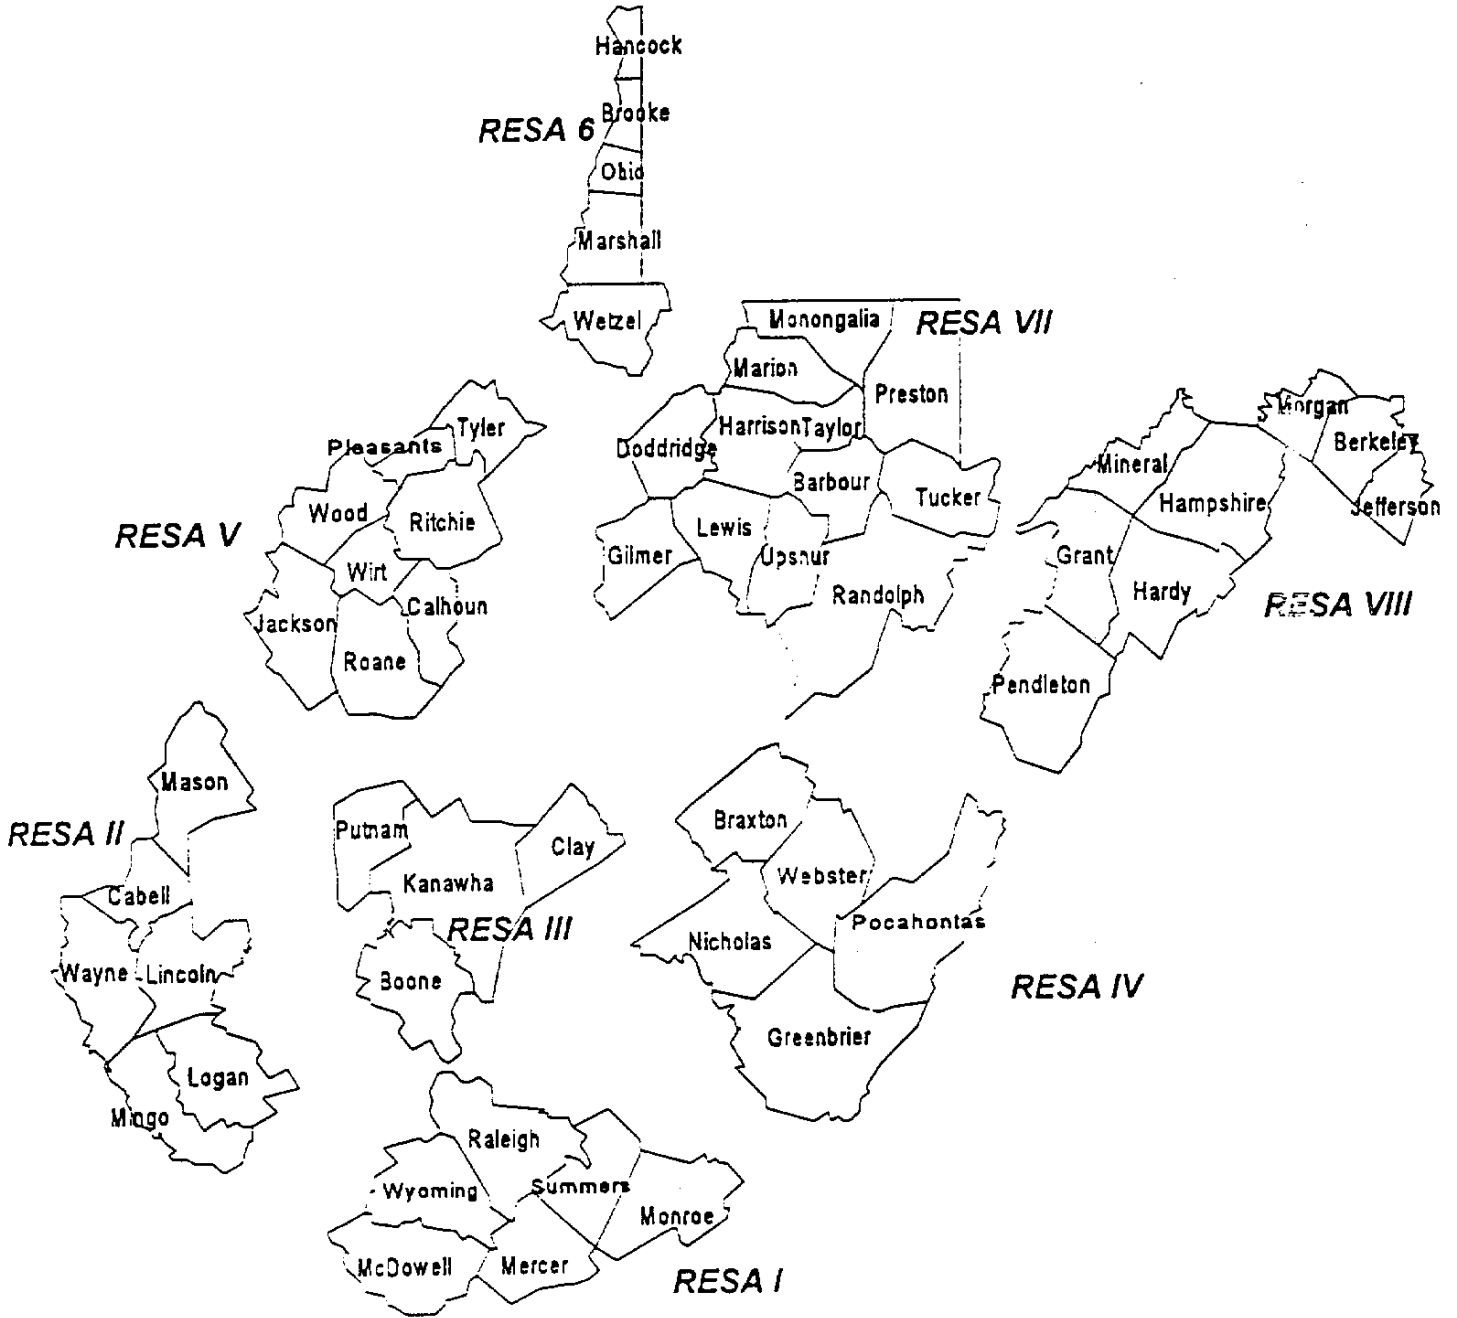 Hancock
Brooke
RESA 6
Ohio
Marshall
Wetzel
Monongalia
RESA VII
Marion
Preston
Harrison
Taylor
Doddridge
Barbour
Tucker
Lewis
Gilmer
Upshur
Randolph
Tyler
Pleasants
Wood
Ritchie
RESA V
Wirt
Calhoun
Jackson
Roane
Morgan
Berkeley
Mineral
Hampshire
Jefferson
Grant
Hardy
RESA VIII
Pendleton
Mason
RESA II
Cabell
Wayne
Lincoln
Logan
Mingo
Putnam
Clay
Kanawha
RESA III
Boone
Braxton
Webster
Pocahontas
Nicholas
RESA IV
Greenbrier
Raleigh
Summers
Wyoming
Monroe
McDowell
Mercer
RESA I